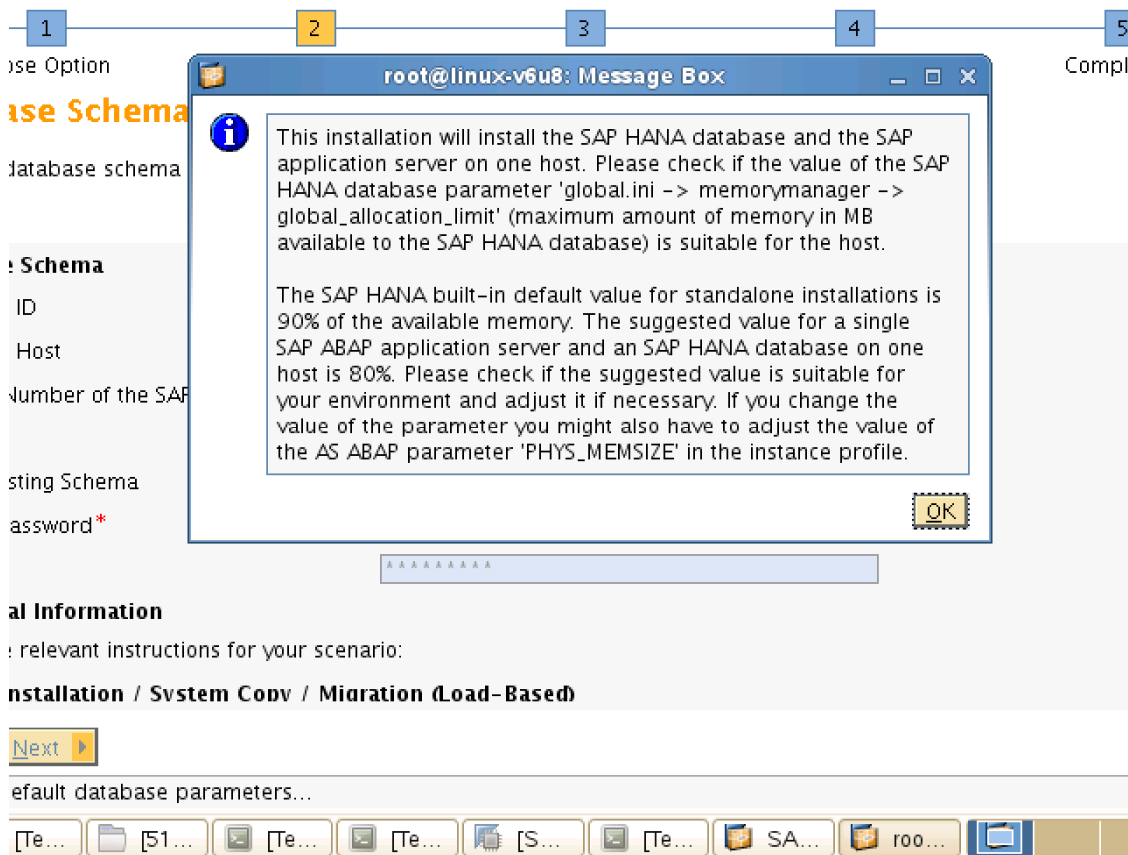 1 2 3 4 5
ose Option
Compl
root@linux-v6u8: Message Box
ase Schema
database schema
This installation will install the SAP HANA database and the SAP
application server on one host. Please check if the value of the SAP
HANA database parameter 'global.ini -> memorymanager ->
global_allocation_limit' (maximum amount of memory in MB
available to the SAP HANA database) is suitable for the host.
The SAP HANA built-in default value for standalone installations is
90% of the available memory. The suggested value for a single
SAP ABAP application server and an SAP HANA database on one
host is 80%. Please check if the suggested value is suitable for
your environment and adjust it if necessary. If you change the
value of the parameter you might also have to adjust the value of
the AS ABAP parameter 'PHYS_MEMSIZE' in the instance profile.
OK
e Schema
ID
Host
Number of the SAP
sting Schema
assword*
*********
al Information
e relevant instructions for your scenario:
nstallation / System Copy / Migration (Load-Based)
Next
efault database parameters...
[Te... [51... [Te... [Te... [S... [Te... SA... roo...